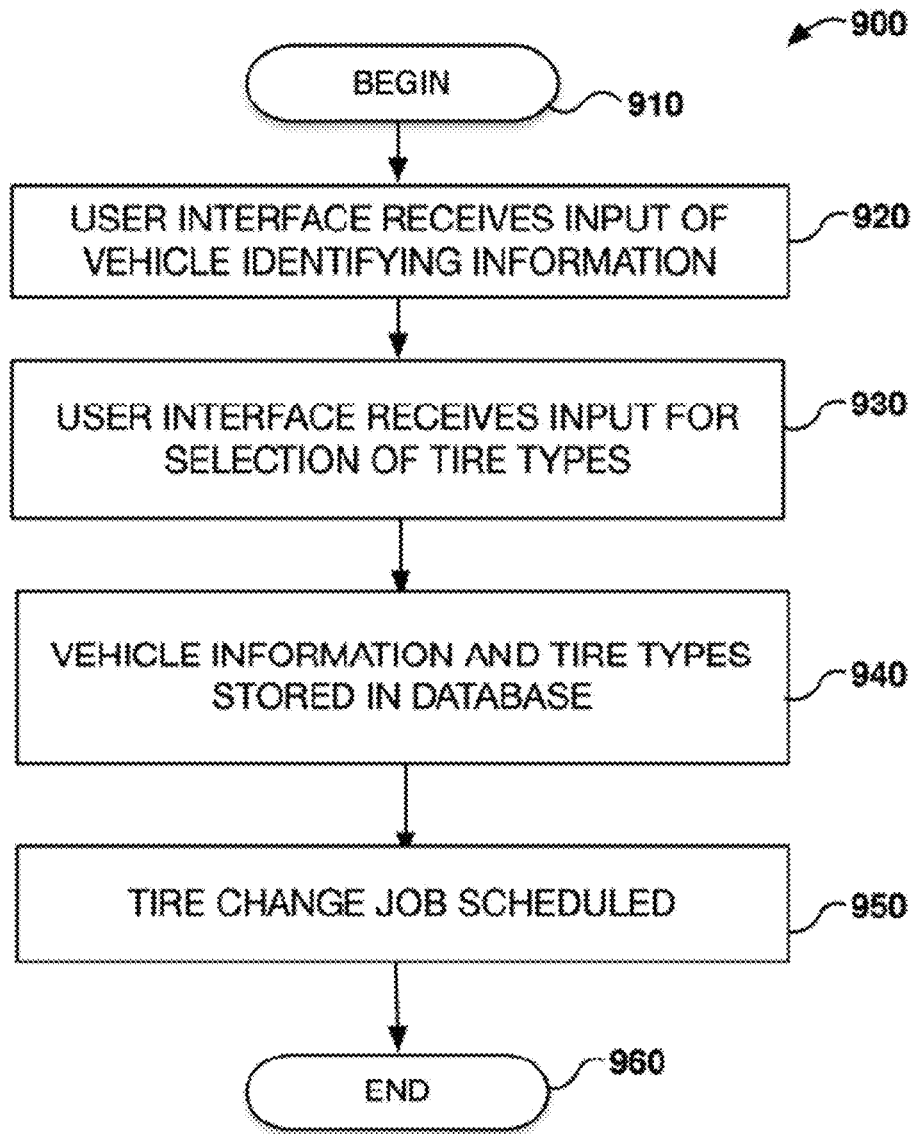 900
BEGIN
910
USER INTERFACE RECEIVES INPUT OF
VEHICLE IDENTIFYING INFORMATION
920
USER INTERFACE RECEIVES INPUT FOR
SELECTION OF TIRE TYPES
930
VEHICLE INFORMATION AND TIRE TYPES
STORED IN DATABASE
940
TIRE CHANGE JOB SCHEDULED
950
END
960